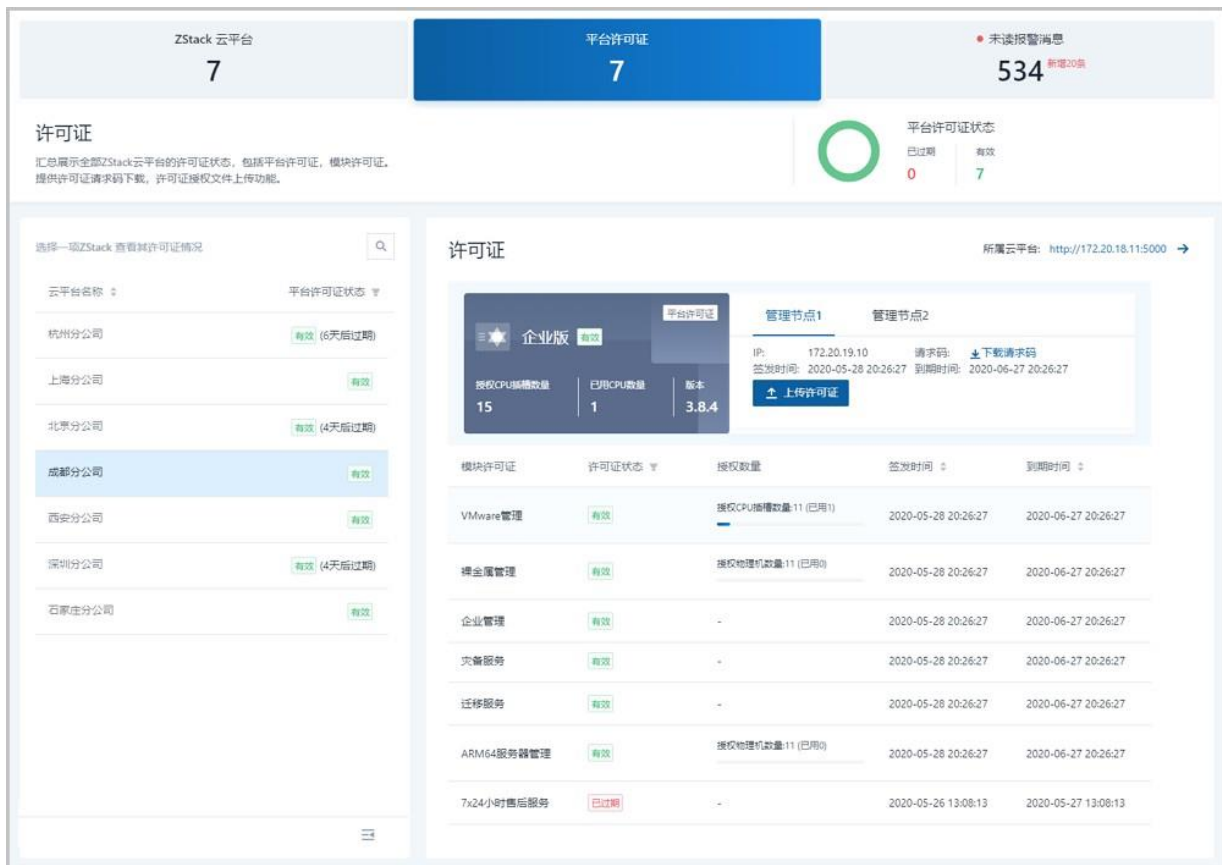 ZStack 云平台
7
平台许可证
7
未读报警消息
534 新增20条
许可证
汇总展示全部ZStack云平台的许可证状态，包括平台许可证，模块许可证。
提供许可证请求码下载，许可证授权文件上传功能。
平台许可证状态
已过期 有效
0 7
选择一项ZStack 查看其许可证情况
云平台名称 平台许可证状态
杭州分公司 有效 (6天后过期)
上海分公司 有效
北京分公司 有效 (4天后过期)
成都分公司 有效
西安分公司 有效
深圳分公司 有效 (4天后过期)
石家庄分公司 有效
许可证
所属云平台: http://172.20.18.11:5000
平台许可证
企业版 有效
授权CPU插槽数量 已用CPU数量 版本
15 1 3.8.4
管理节点1 管理节点2
IP: 172.20.19.10 请求码: 下载请求码
签发时间: 2020-05-28 20:26:27 到期时间: 2020-06-27 20:26:27
上传许可证
模块许可证 许可证状态 授权数量 签发时间 到期时间
VMware管理 有效 授权CPU插槽数量:11 (已用1) 2020-05-28 20:26:27 2020-06-27 20:26:27
裸金属管理 有效 授权物理机数量:11 (已用0) 2020-05-28 20:26:27 2020-06-27 20:26:27
企业管理 有效 - 2020-05-28 20:26:27 2020-06-27 20:26:27
灾备服务 有效 - 2020-05-28 20:26:27 2020-06-27 20:26:27
迁移服务 有效 - 2020-05-28 20:26:27 2020-06-27 20:26:27
ARM64服务器管理 有效 授权物理机数量:11 (已用0) 2020-05-28 20:26:27 2020-06-27 20:26:27
7x24小时售后服务 已过期 - 2020-05-26 13:08:13 2020-05-27 13:08:13